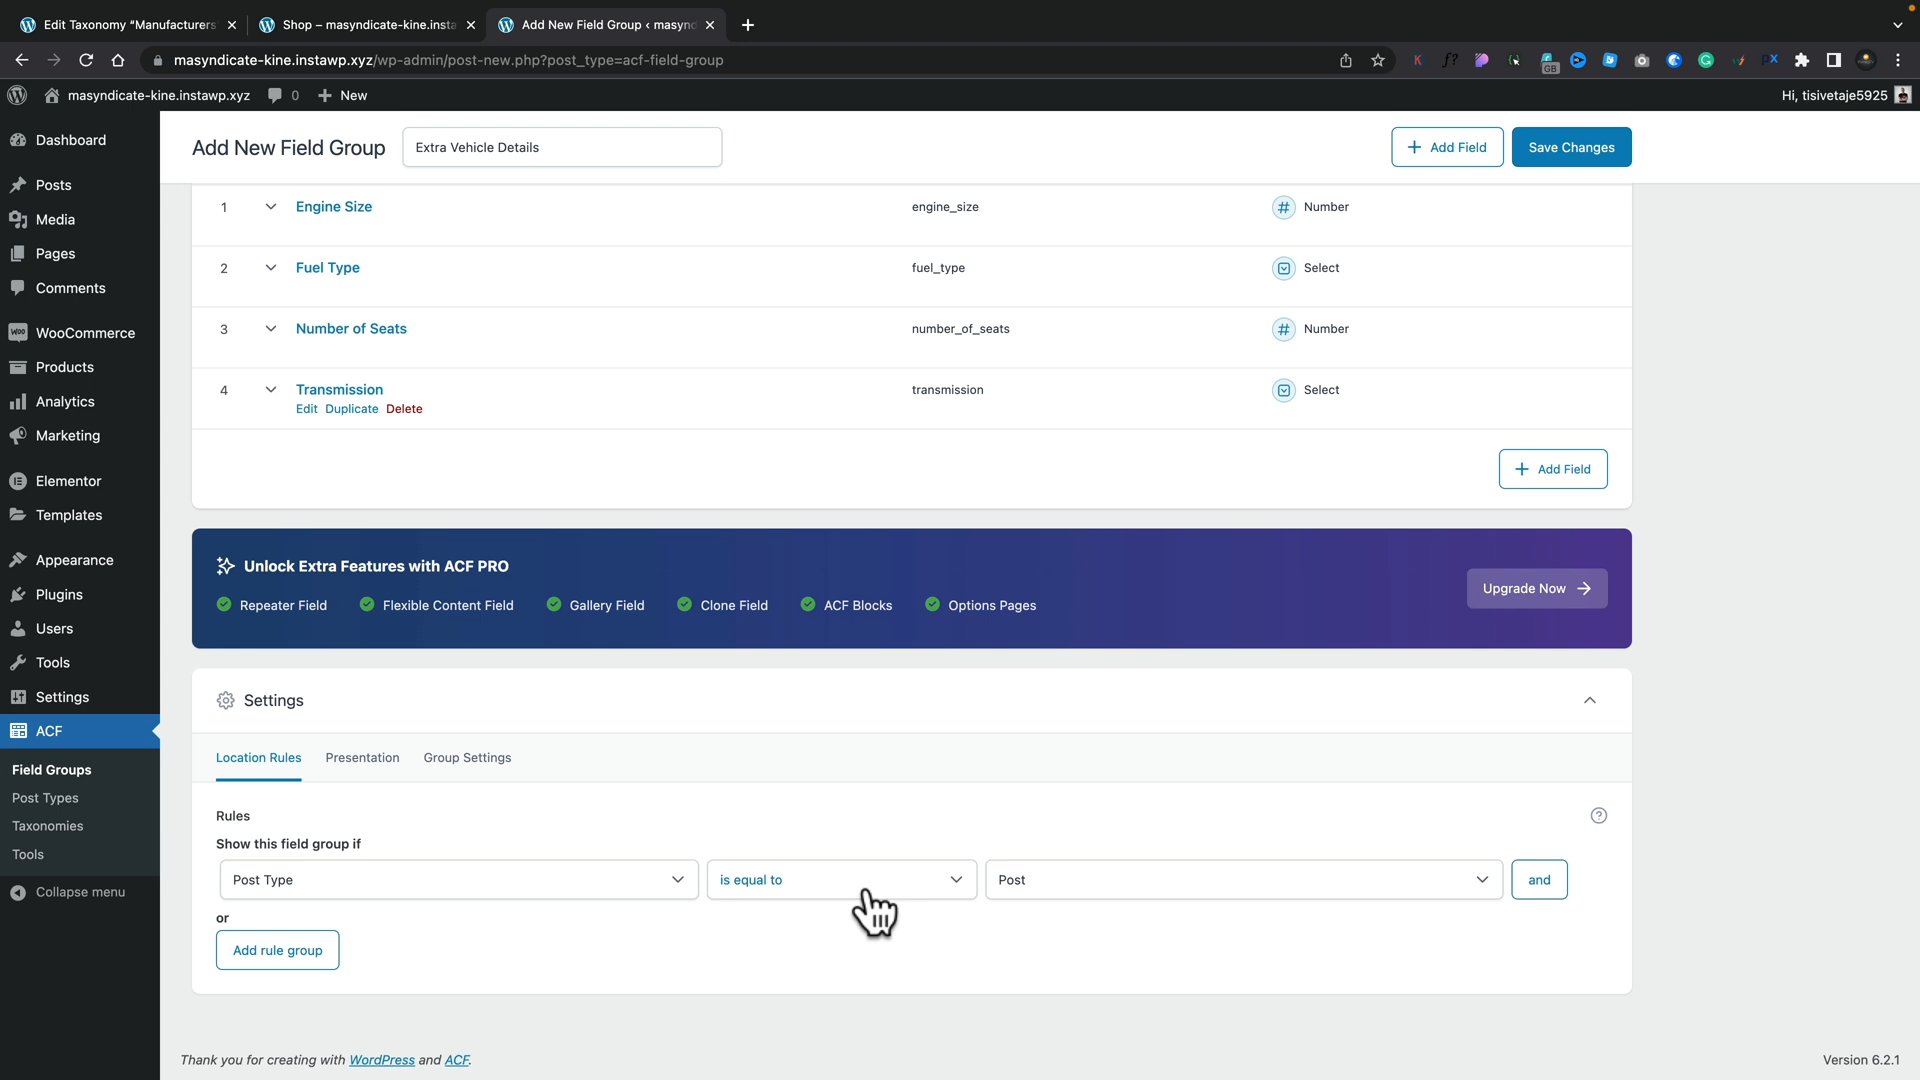 Edit Taxonomy “Manufacturers
Shop – masyndicate-kine.insta
Add New Field Group ‹ masynd
masyndicate-kine.instawp.xyz/wp-admin/post-new.php?post_type=acf-field-group
GB
masyndicate-kine.instawp.xyz
0
New
Hi, tisivetaje5925
Dashboard
Posts
Media
Pages
Comments
WooCommerce
Products
Analytics
Marketing
Elementor
Templates
Appearance
Plugins
Users
Tools
Settings
ACF
Field Groups
Post Types
Taxonomies
Tools
Collapse menu
Add New Field Group
Extra Vehicle Details
Add Field
Save Changes
1 Engine Size engine_size # Number
2 Fuel Type fuel_type Select
3 Number of Seats number_of_seats # Number
4 Transmission transmission Select
Edit Duplicate Delete
Add Field
Unlock Extra Features with ACF PRO
Repeater Field Flexible Content Field Gallery Field Clone Field ACF Blocks Options Pages
Upgrade Now
Settings
Location Rules Presentation Group Settings
Rules
?
Show this field group if
Post Type is equal to Post and
or
Add rule group
Thank you for creating with WordPress and ACF.
Version 6.2.1